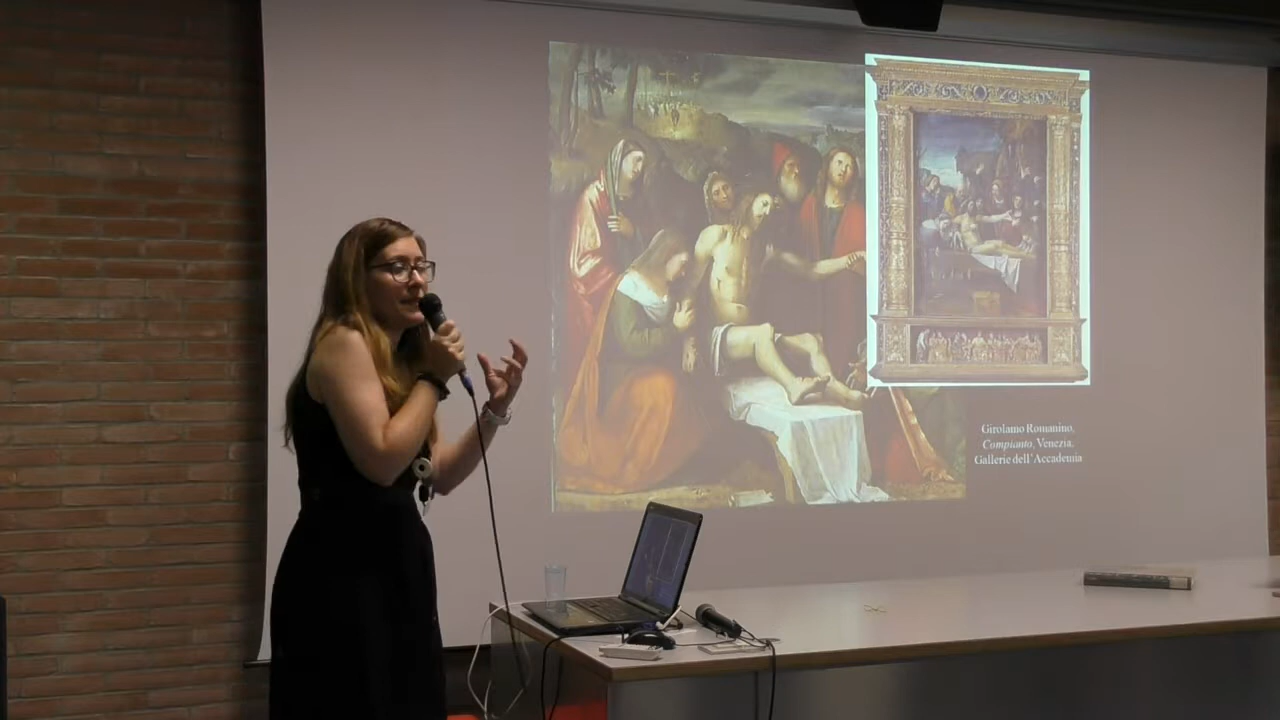 Girolamo Romanino,
Compianto, Venezia,
Gallerie dell'Accademia